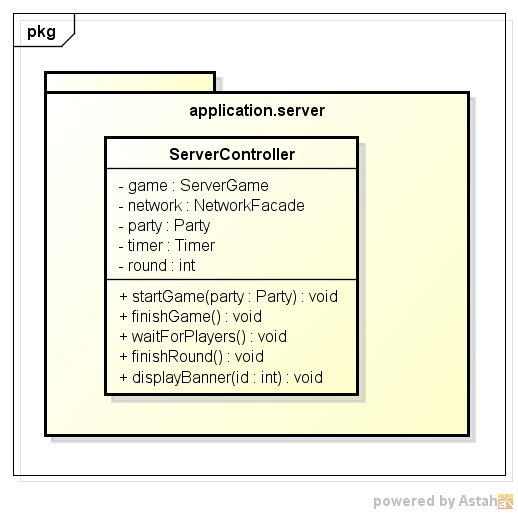 pkg
application.server
ServerController
- game : ServerGame
- network : NetworkFacade
- party : Party
- timer : Timer
- round : int
+ startGame(party : Party) : void
+ finishGame() : void
+ waitForPlayers() : void
+ finishRound() : void
+ displayBanner(id : int) : void
powered by Astah